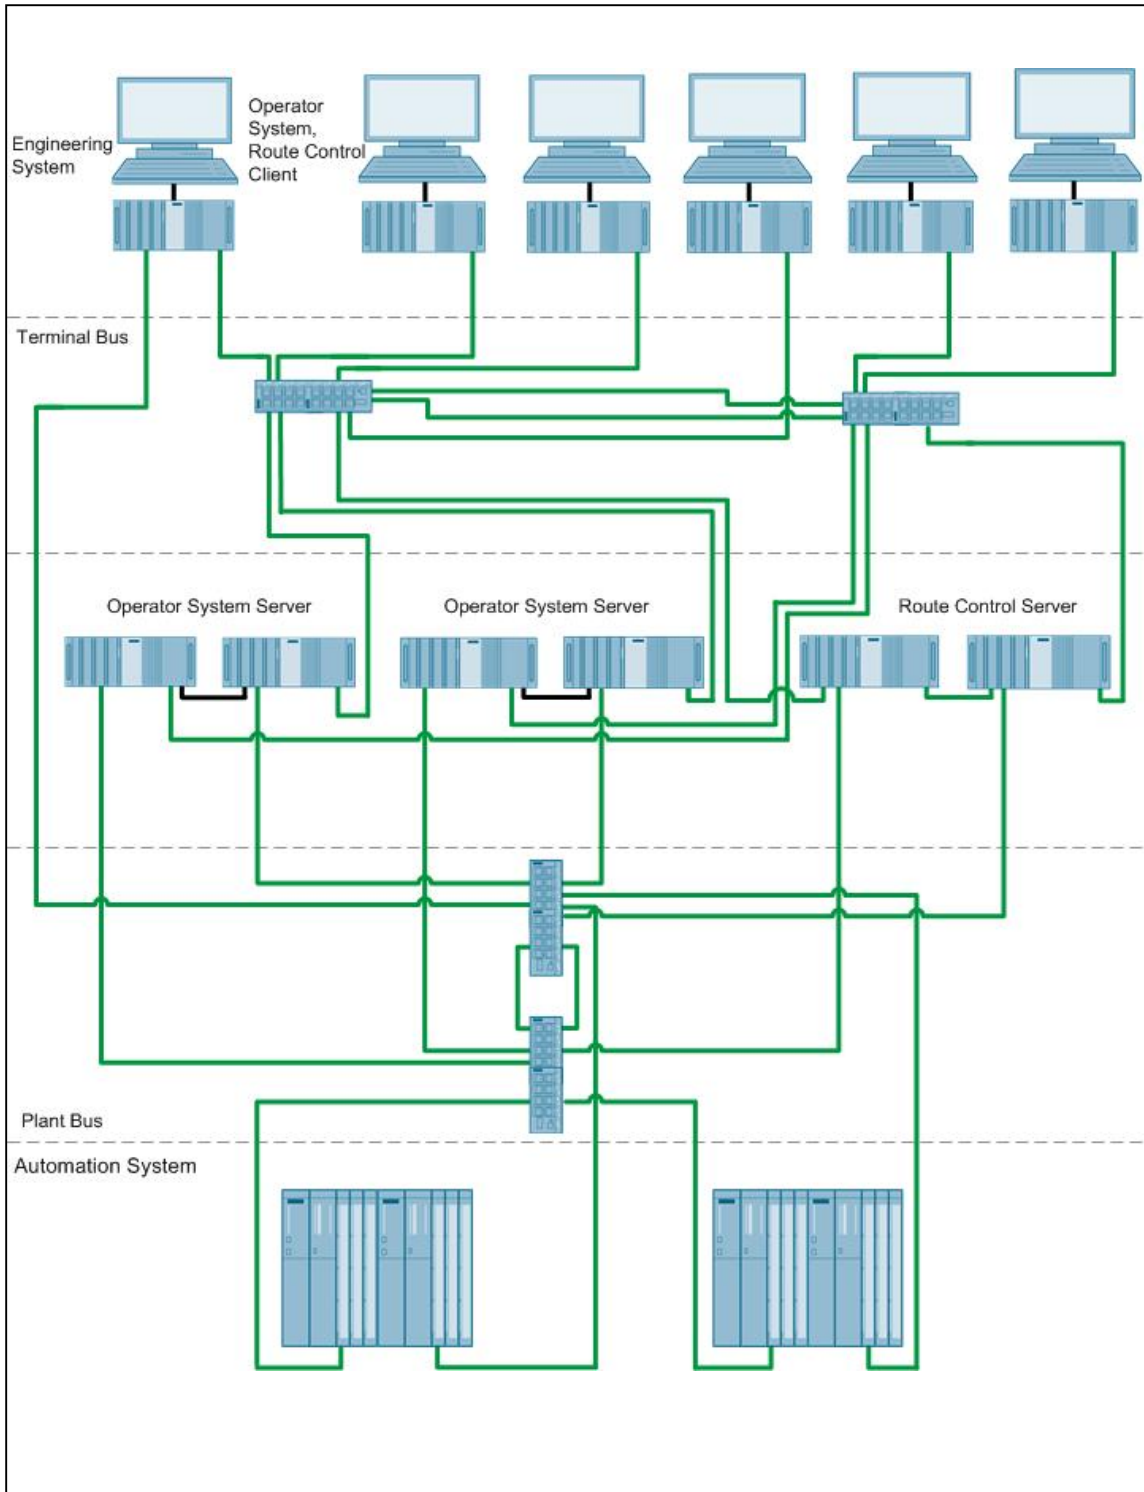 Engineering
System
Operator
System,
Route Control
Client
Terminal Bus
Operator System Server
Operator System Server
Route Control Server
Plant Bus
Automation System